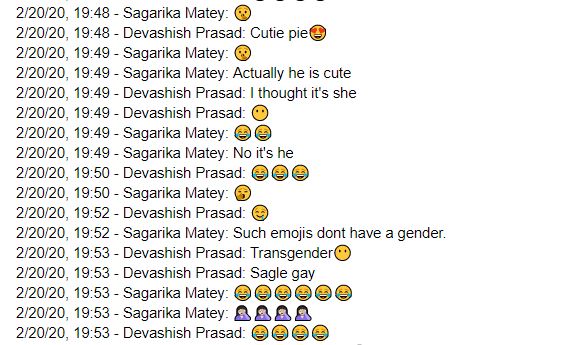 2/20/20, 19:48 - Sagarika Matey: 😗
2/20/20, 19:48 - Devashish Prasad: Cutie pie😍
2/20/20, 19:49 - Sagarika Matey: 😗
2/20/20, 19:49 - Sagarika Matey: Actually he is cute
2/20/20, 19:49 - Devashish Prasad: I thought it's she
2/20/20, 19:49 - Devashish Prasad: 😶
2/20/20, 19:49 - Sagarika Matey: 😂😂
2/20/20, 19:49 - Sagarika Matey: No it's he
2/20/20, 19:50 - Devashish Prasad: 😂😂😂
2/20/20, 19:50 - Sagarika Matey: 😚
2/20/20, 19:52 - Devashish Prasad: 🤤
2/20/20, 19:52 - Sagarika Matey: Such emojis dont have a gender.
2/20/20, 19:53 - Devashish Prasad: Transgender😶
2/20/20, 19:53 - Devashish Prasad: Sagle gay
2/20/20, 19:53 - Sagarika Matey: 😂😂😂😂😂😂
2/20/20, 19:53 - Sagarika Matey: 🤦🏻‍♀️🤦🏻‍♀️🤦🏻‍♀️🤦🏻‍♀️
2/20/20, 19:53 - Devashish Prasad: 😂😂😂😂